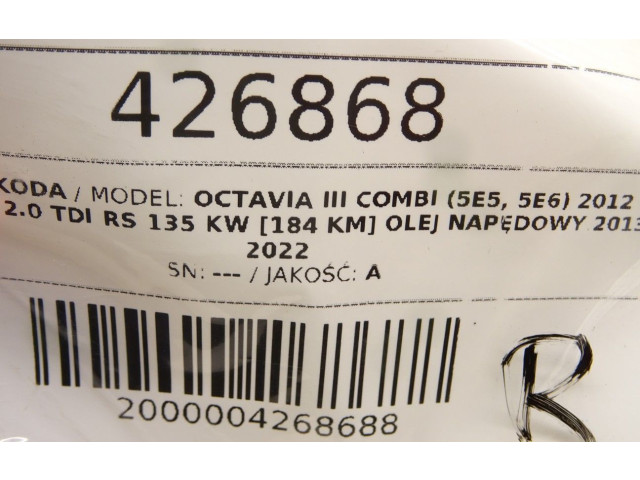 426868
KODA / MODEL: OCTAVIA III COMBI (5E5, 5E6) 2012
2.0 TDI RS 135 KW [184 KM] OLEJ NAPĘDOWY 2013
2022
SN: --- / JAKOŚĆ: A
2000004268688
R